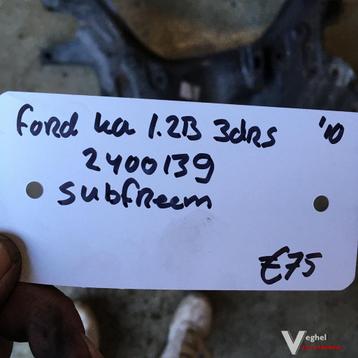 Ford ka 1.2B 3drs '10
2400139
Subfreem
€75
Veghel